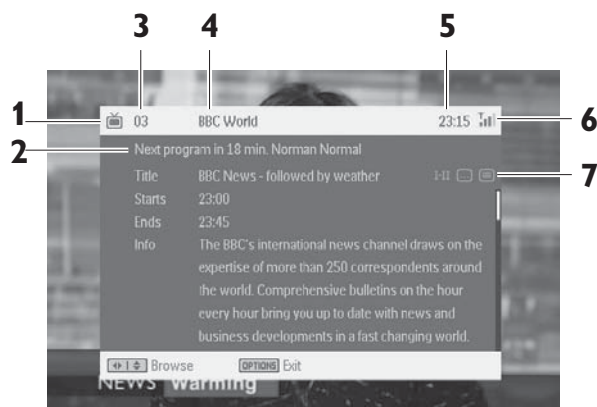 3 4 5
1 03 BBC World 23:15 6
2 Next program in 18 min. Norman Normal
Title BBC News - followed by weather I-II 7
Starts 23:00
Ends 23:45
Info The BBC's international news channel draws on the
expertise of more than 250 correspondents around
the world. Comprehensive bulletins on the hour
every hour bring you up to date with news and
business developments in a fast changing world.
Browse OPTIONS Exit
NEWS Warming